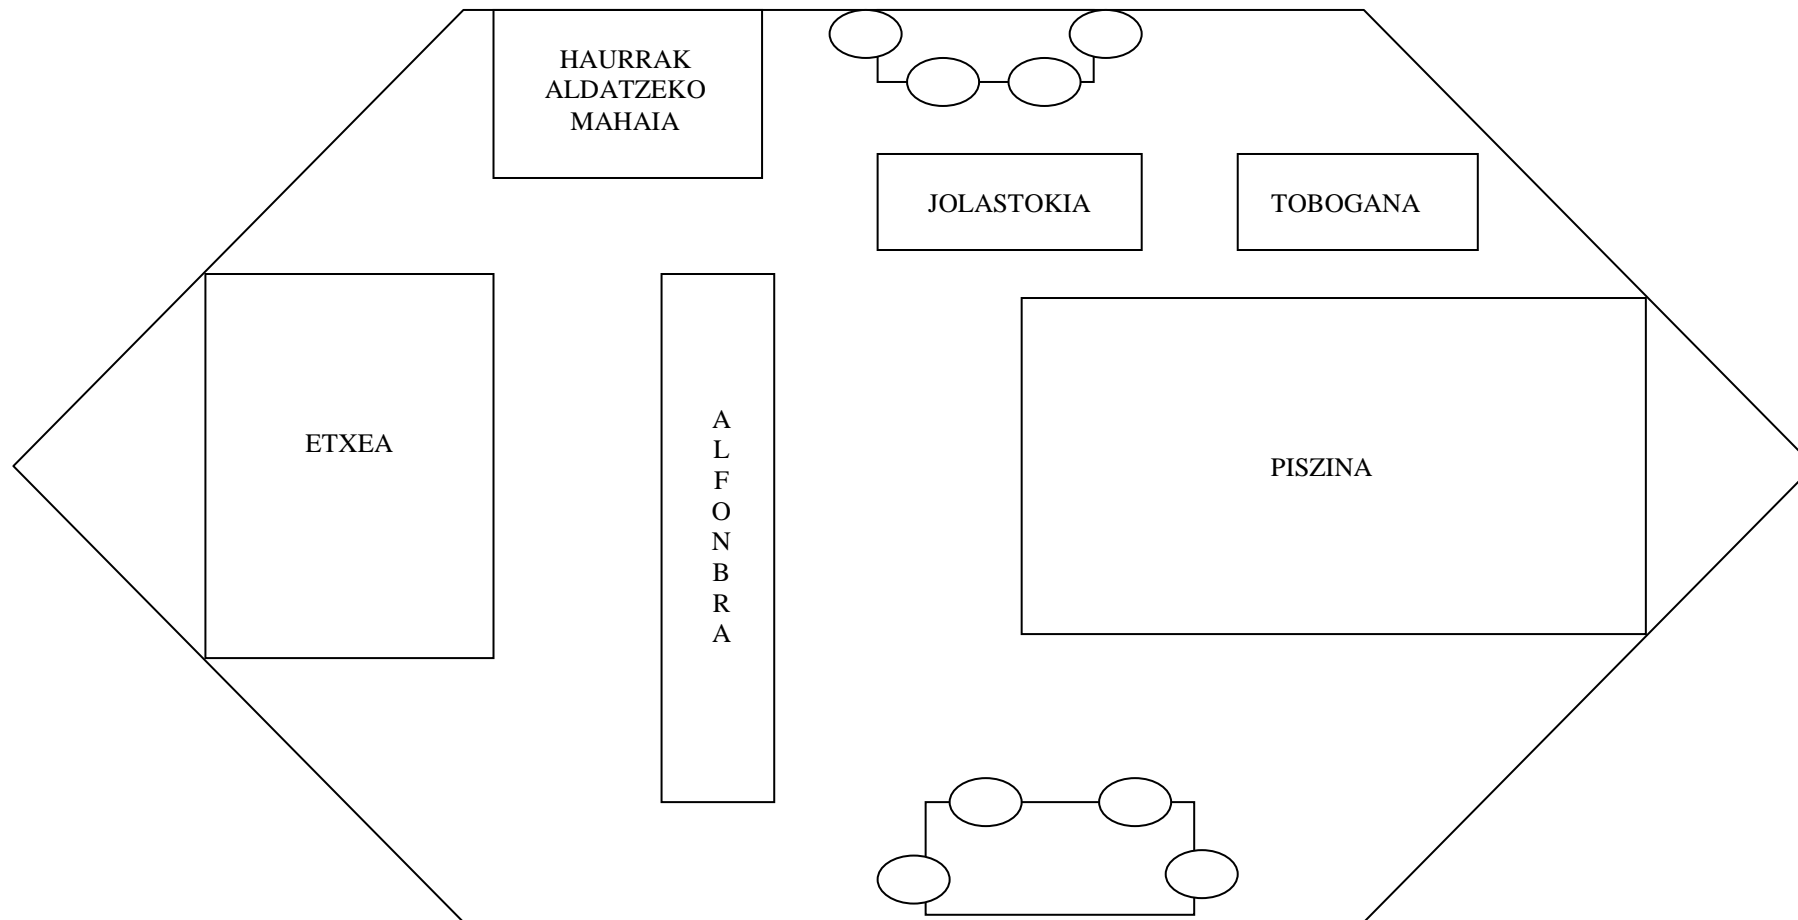 HAURRAK
ALDATZEKO
MAHAIA
JOLASTOKIA
TOBOGANA
ETXEA
A
L
F
O
N
B
R
A
PISZINA